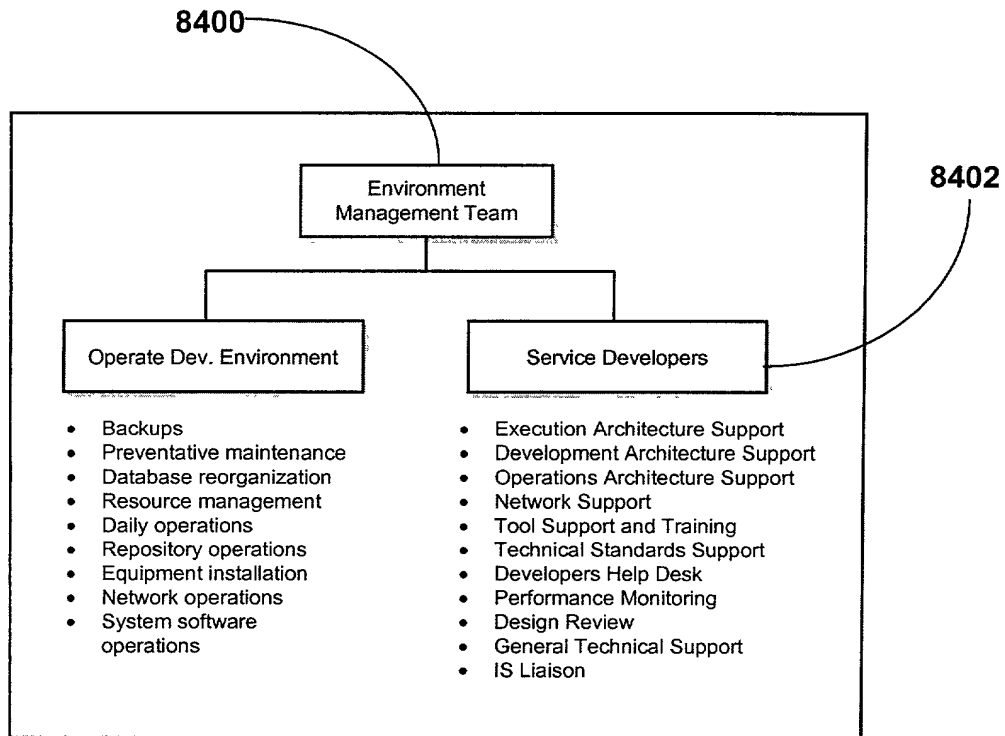 8400
8402
Environment
Management Team
Operate Dev. Environment
Service Developers
• Backups
• Preventative maintenance
• Database reorganization
• Resource management
• Daily operations
• Repository operations
• Equipment installation
• Network operations
• System software
operations
• Execution Architecture Support
• Development Architecture Support
• Operations Architecture Support
• Network Support
• Tool Support and Training
• Technical Standards Support
• Developers Help Desk
• Performance Monitoring
• Design Review
• General Technical Support
• IS Liaison